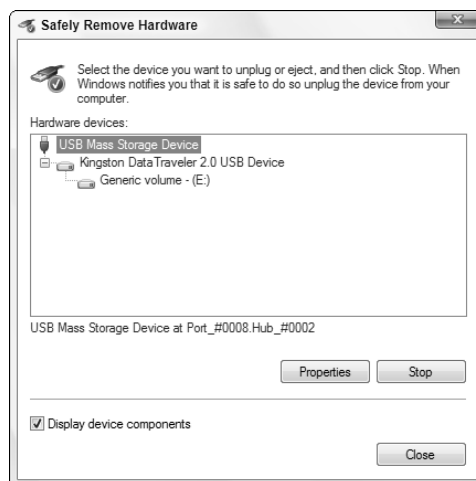 Safely Remove Hardware
Select the device you want to unplug or eject, and then click Stop. When
Windows notifies you that it is safe to do so unplug the device from your
computer.
Hardware devices:
USB Mass Storage Device
Kingston DataTraveler 2.0 USB Device
Generic volume - (E:)
USB Mass Storage Device at Port_#0008.Hub_#0002
Properties
Stop
Display device components
Close